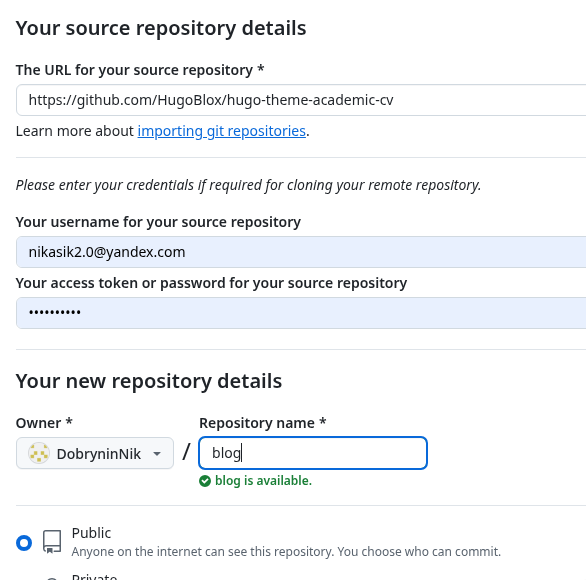 Your source repository details
The URL for your source repository *
https://github.com/HugoBlox/hugo-theme-academic-cv
Learn more about importing git repositories.
Please enter your credentials if required for cloning your remote repository.
Your username for your source repository
nikasik2.0@yandex.com
Your access token or password for your source repository
••••••••••
Your new repository details
Owner * Repository name *
DobryninNik / blog
blog is available.
Public
Anyone on the internet can see this repository. You choose who can commit.
Private